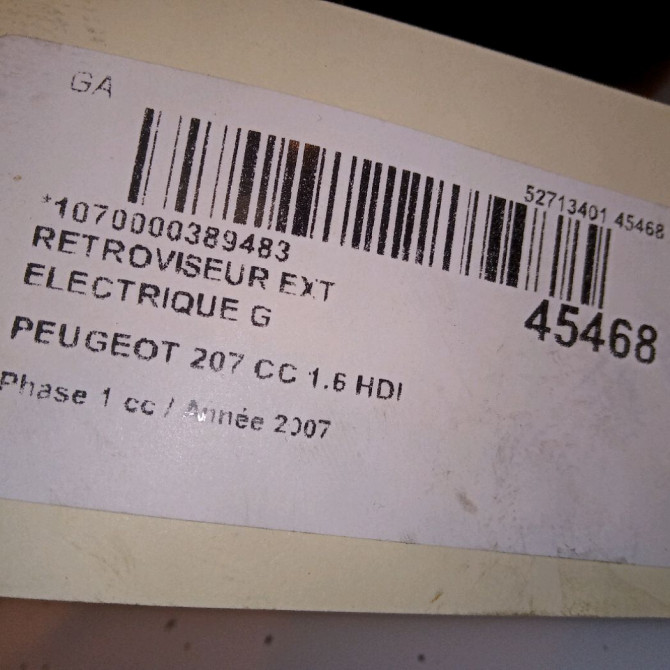 GA
52713401 45468
*1070000389483
RETROVISEUR EXT
ELECTRIQUE G
45468
PEUGEOT 207 CC 1.6 HDI
Phase 1 cc / Année 2007